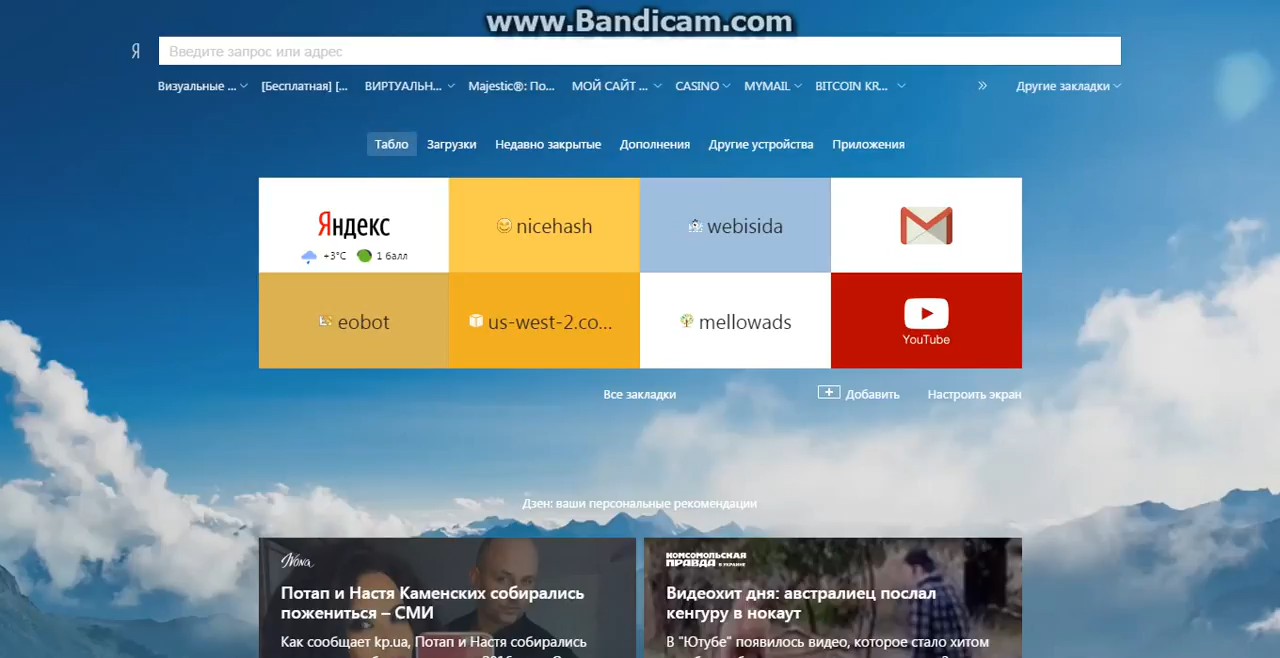 www.Bandicam.com
Я Введите запрос или адрес
Визуальные ... [Бесплатная] [... ВИРТУАЛЬН... Majestic®: По... МОЙ САЙТ ... CASINO MYMAIL BITCOIN KR... » Другие закладки
Табло Загрузки Недавно закрытые Дополнения Другие устройства Приложения
Яндекс
+3°C 1 балл
nicehash
webisida
eobot
us-west-2.co...
mellowads
YouTube
Все закладки Добавить Настроить экран
Дзен: ваши персональные рекомендации
Ivona
Потап и Настя Каменских собирались
пожениться – СМИ
Как сообщает kp.ua, Потап и Настя собирались
КОМСОМОЛЬСКАЯ
ПРАВДА В УКРАИНЕ
Видеохит дня: австралиец послал
кенгуру в нокаут
В "Ютубе" появилось видео, которое стало хитом